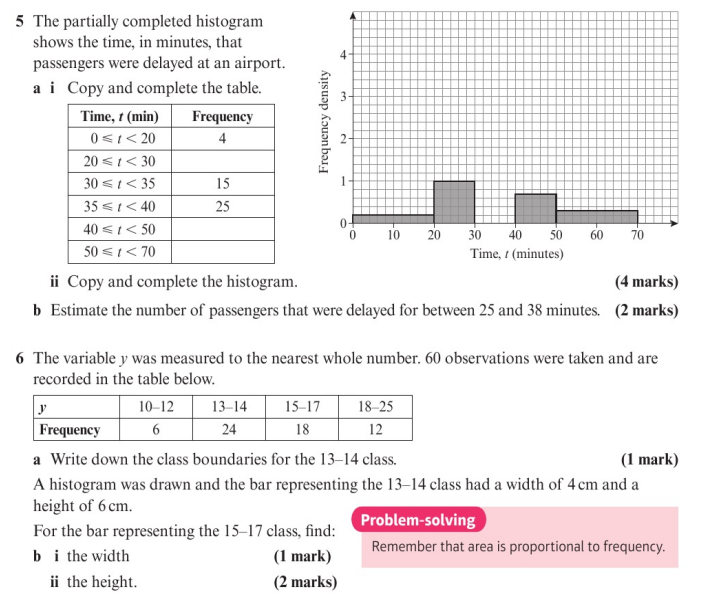 5 The partially completed histogram
shows the time, in minutes, that
passengers were delayed at an airport.
a i Copy and complete the table.
Time, t (min) Frequency
0 ⩽ t < 20 4
20 ⩽ t < 30
30 ⩽ t < 35 15
35 ⩽ t < 40 25
40 ⩽ t < 50
50 ⩽ t < 70
Frequency density
4
3
2
1
0
0 10 20 30 40 50 60 70
Time, t (minutes)
ii Copy and complete the histogram. (4 marks)
b Estimate the number of passengers that were delayed for between 25 and 38 minutes. (2 marks)
6 The variable y was measured to the nearest whole number. 60 observations were taken and are
recorded in the table below.
y 10–12 13–14 15–17 18–25
Frequency 6 24 18 12
a Write down the class boundaries for the 13–14 class. (1 mark)
A histogram was drawn and the bar representing the 13–14 class had a width of 4 cm and a
height of 6 cm.
For the bar representing the 15–17 class, find:
b i the width (1 mark)
ii the height. (2 marks)
Problem-solving
Remember that area is proportional to frequency.